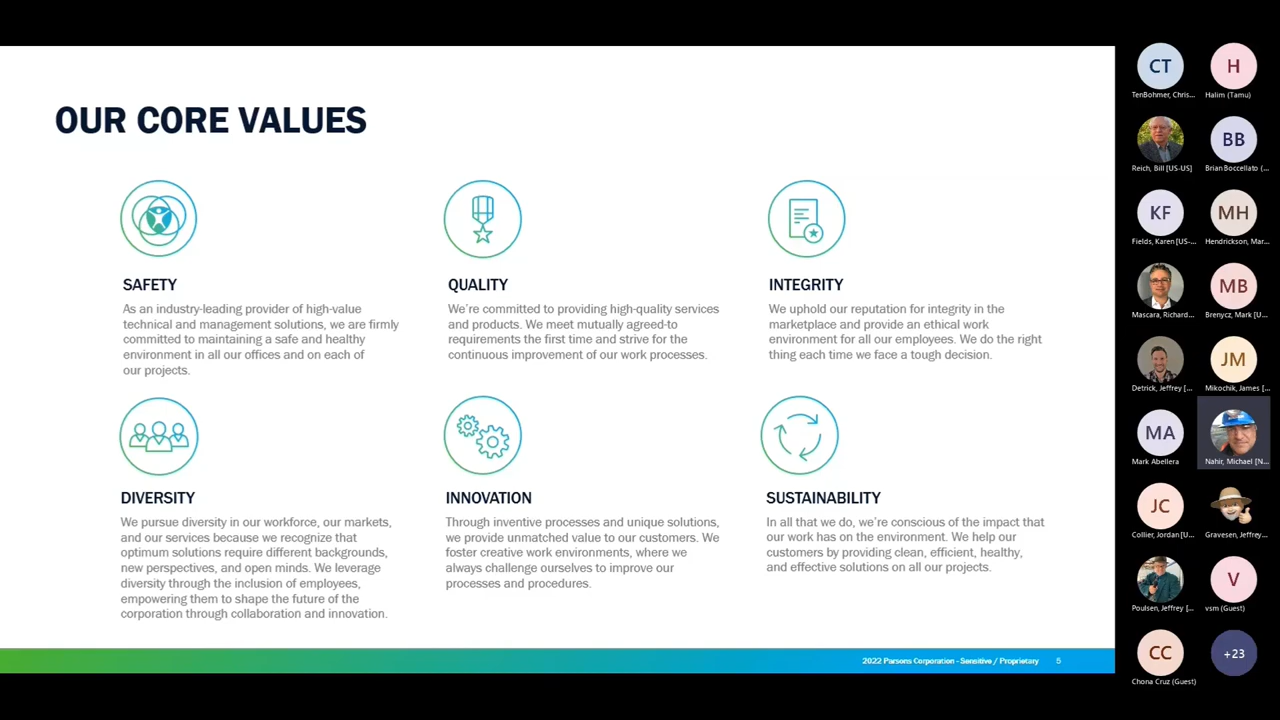 OUR CORE VALUES
SAFETY
As an industry-leading provider of high-value
technical and management solutions, we are firmly
committed to maintaining a safe and healthy
environment in all our offices and on each of
our projects.
QUALITY
We're committed to providing high-quality services
and products. We meet mutually agreed-to
requirements the first time and strive for the
continuous improvement of our work processes.
INTEGRITY
We uphold our reputation for integrity in the
marketplace and provide an ethical work
environment for all our employees. We do the right
thing each time we face a tough decision.
DIVERSITY
We pursue diversity in our workforce, our markets,
and our services because we recognize that
optimum solutions require different backgrounds,
new perspectives, and open minds. We leverage
diversity through the inclusion of employees,
empowering them to shape the future of the
corporation through collaboration and innovation.
INNOVATION
Through inventive processes and unique solutions,
we provide unmatched value to our customers. We
foster creative work environments, where we
always challenge ourselves to improve our
processes and procedures.
SUSTAINABILITY
In all that we do, we're conscious of the impact that
our work has on the environment. We help our
customers by providing clean, efficient, healthy,
and effective solutions on all our projects.
2022 Parsons Corporation - Sensitive / Proprietary 5
CT H
TenBohmer, Chris... Halim (Tamu)
BB
Reich, Bill [US-US] Brian Boccellato (...
KF MH
Fields, Karen [US-... Hendrickson, Mar...
MB
Mascara, Richard... Brenycz, Mark [U...
JM
Detrick, Jeffrey [... Mikochik, James [...
MA
Mark Abellera Nahir, Michael [N...
JC
Collier, Jordan [U... Gravesen, Jeffrey...
V
Poulsen, Jeffrey [... vsm (Guest)
CC +23
Chona Cruz (Guest)